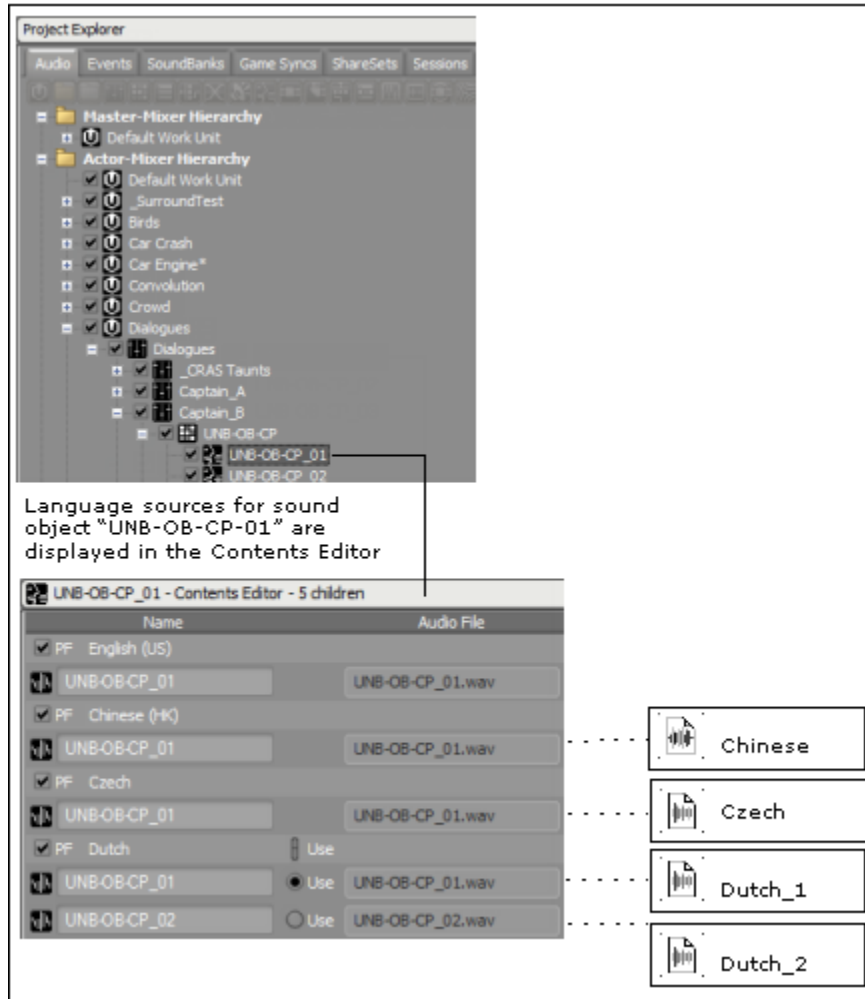 Project Explorer
Audio Events SoundBanks Game Syncs ShareSets Sessions
Master-Mixer Hierarchy
Default Work Unit
Actor-Mixer Hierarchy
Default Work Unit
_SurroundTest
Birds
Car Crash
Car Engine*
Convolution
Crowd
Dialogues
Dialogues
_CRAS Taunts
Captain_A
Captain_B
UNB-OB-CP
UNB-OB-CP_01
UNB-OB-CP_02
Language sources for sound
object “UNB-OB-CP-01” are
displayed in the Contents Editor
UNB-OB-CP_01 - Contents Editor - 5 children
Name Audio File
PF English (US)
UNB-OB-CP_01 UNB-OB-CP_01.wav
PF Chinese (HK)
UNB-OB-CP_01 UNB-OB-CP_01.wav
Chinese
PF Czech
UNB-OB-CP_01 UNB-OB-CP_01.wav
Czech
PF Dutch Use
UNB-OB-CP_01 Use UNB-OB-CP_01.wav
Dutch_1
UNB-OB-CP_02 Use UNB-OB-CP_02.wav
Dutch_2